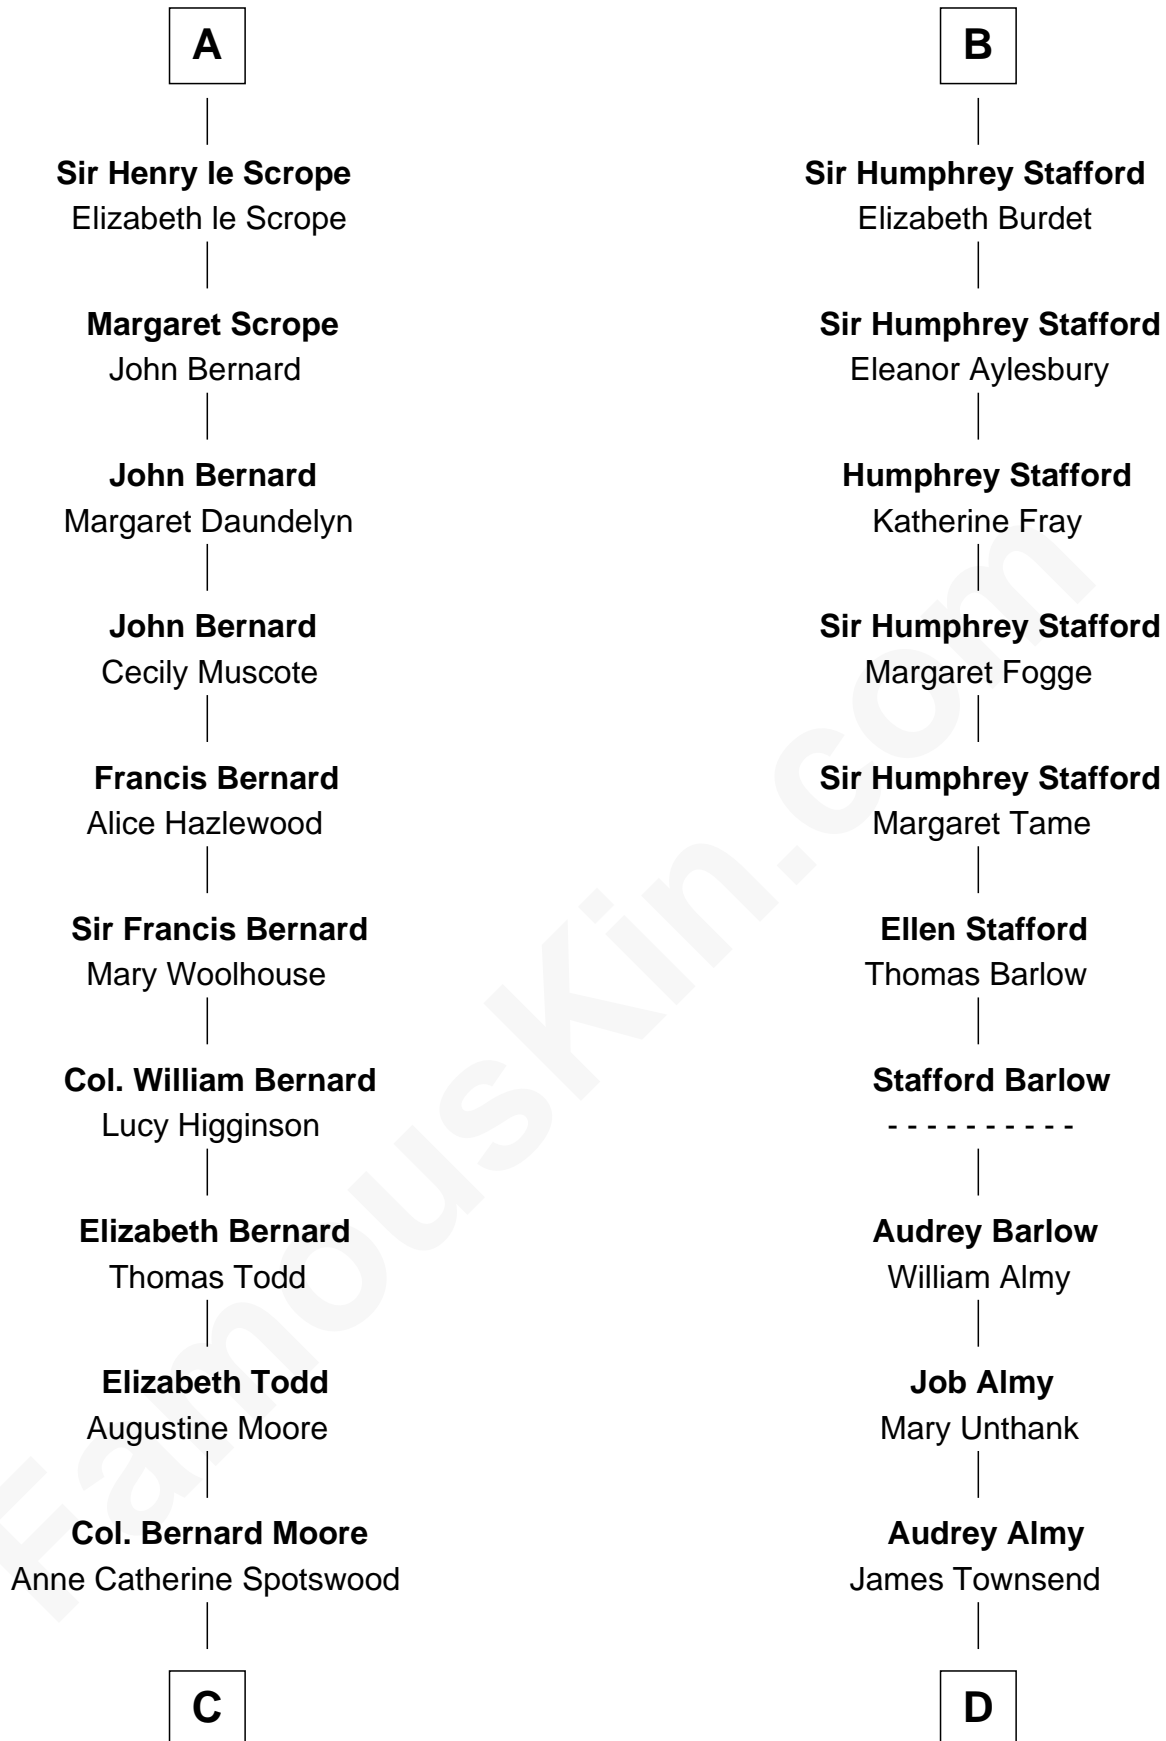 A
Sir Henry le Scrope
Elizabeth le Scrope
Margaret Scrope
John Bernard
John Bernard
Margaret Daundelyn
John Bernard
Cecily Muscote
Francis Bernard
Alice Hazlewood
Sir Francis Bernard
Mary Woolhouse
Col. William Bernard
Lucy Higginson
Elizabeth Bernard
Thomas Todd
Elizabeth Todd
Augustine Moore
Col. Bernard Moore
Anne Catherine Spotswood
C
B
Sir Humphrey Stafford
Elizabeth Burdet
Sir Humphrey Stafford
Eleanor Aylesbury
Humphrey Stafford
Katherine Fray
Sir Humphrey Stafford
Margaret Fogge
Sir Humphrey Stafford
Margaret Tame
Ellen Stafford
Thomas Barlow
Stafford Barlow
- - - - - - - - - -
Audrey Barlow
William Almy
Job Almy
Mary Unthank
Audrey Almy
James Townsend
D
FamousKin.com